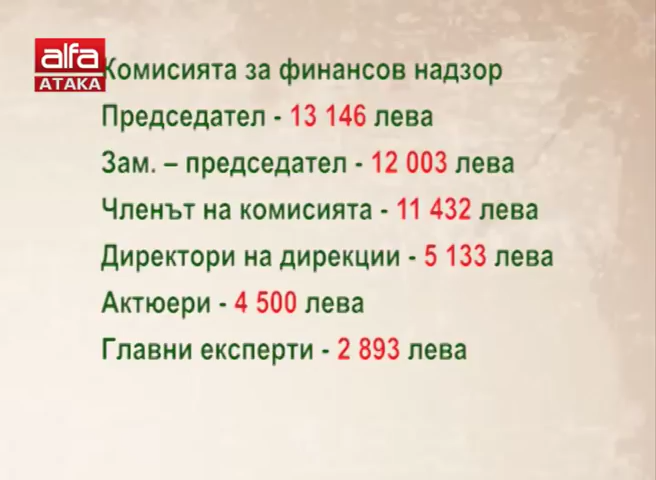 alfa
АТАКА
Комисията за финансов надзор
Председател - 13 146 лева
Зам. – председател - 12 003 лева
Членът на комисията - 11 432 лева
Директори на дирекции - 5 133 лева
Актюери - 4 500 лева
Главни експерти - 2 893 лева